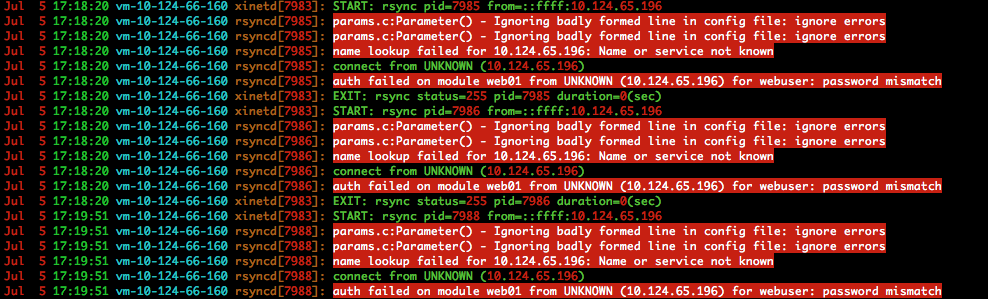 Jul  5 17:18:20 vm-10-124-66-160 xinetd[7983]: START: rsync pid=7985 from=::ffff:10.124.65.196
Jul  5 17:18:20 vm-10-124-66-160 rsyncd[7985]: params.c:Parameter() - Ignoring badly formed line in config file: ignore errors
Jul  5 17:18:20 vm-10-124-66-160 rsyncd[7985]: params.c:Parameter() - Ignoring badly formed line in config file: ignore errors
Jul  5 17:18:20 vm-10-124-66-160 rsyncd[7985]: name lookup failed for 10.124.65.196: Name or service not known
Jul  5 17:18:20 vm-10-124-66-160 rsyncd[7985]: connect from UNKNOWN (10.124.65.196)
Jul  5 17:18:20 vm-10-124-66-160 rsyncd[7985]: auth failed on module web01 from UNKNOWN (10.124.65.196) for webuser: password mismatch
Jul  5 17:18:20 vm-10-124-66-160 xinetd[7983]: EXIT: rsync status=255 pid=7985 duration=0(sec)
Jul  5 17:18:20 vm-10-124-66-160 xinetd[7983]: START: rsync pid=7986 from=::ffff:10.124.65.196
Jul  5 17:18:20 vm-10-124-66-160 rsyncd[7986]: params.c:Parameter() - Ignoring badly formed line in config file: ignore errors
Jul  5 17:18:20 vm-10-124-66-160 rsyncd[7986]: params.c:Parameter() - Ignoring badly formed line in config file: ignore errors
Jul  5 17:18:20 vm-10-124-66-160 rsyncd[7986]: name lookup failed for 10.124.65.196: Name or service not known
Jul  5 17:18:20 vm-10-124-66-160 rsyncd[7986]: connect from UNKNOWN (10.124.65.196)
Jul  5 17:18:20 vm-10-124-66-160 rsyncd[7986]: auth failed on module web01 from UNKNOWN (10.124.65.196) for webuser: password mismatch
Jul  5 17:18:20 vm-10-124-66-160 xinetd[7983]: EXIT: rsync status=255 pid=7986 duration=0(sec)
Jul  5 17:19:51 vm-10-124-66-160 xinetd[7983]: START: rsync pid=7988 from=::ffff:10.124.65.196
Jul  5 17:19:51 vm-10-124-66-160 rsyncd[7988]: params.c:Parameter() - Ignoring badly formed line in config file: ignore errors
Jul  5 17:19:51 vm-10-124-66-160 rsyncd[7988]: params.c:Parameter() - Ignoring badly formed line in config file: ignore errors
Jul  5 17:19:51 vm-10-124-66-160 rsyncd[7988]: name lookup failed for 10.124.65.196: Name or service not known
Jul  5 17:19:51 vm-10-124-66-160 rsyncd[7988]: connect from UNKNOWN (10.124.65.196)
Jul  5 17:19:51 vm-10-124-66-160 rsyncd[7988]: auth failed on module web01 from UNKNOWN (10.124.65.196) for webuser: password mismatch